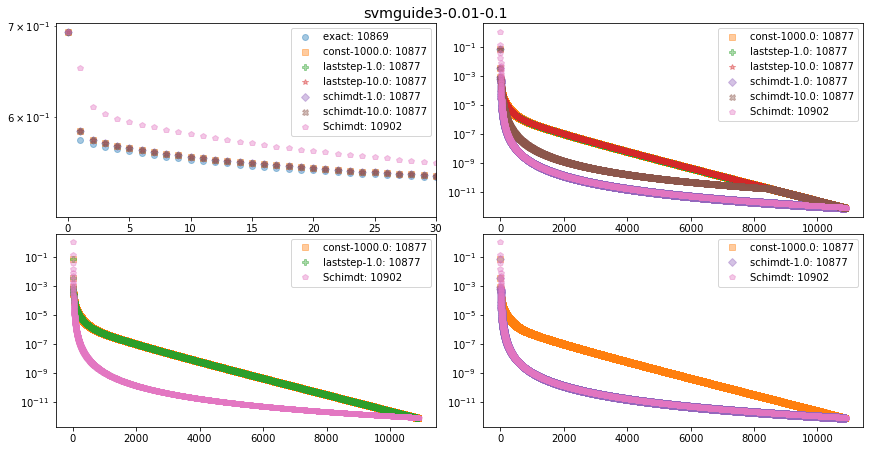 svmguide3-0.01-0.1
7 × 10⁻¹
6 × 10⁻¹
exact: 10869
const-1000.0: 10877
laststep-1.0: 10877
laststep-10.0: 10877
schimdt-1.0: 10877
schimdt-10.0: 10877
Schimdt: 10902
0 5 10 15 20 25 30
10⁻¹
10⁻³
10⁻⁵
10⁻⁷
10⁻⁹
10⁻¹¹
const-1000.0: 10877
laststep-1.0: 10877
laststep-10.0: 10877
schimdt-1.0: 10877
schimdt-10.0: 10877
Schimdt: 10902
0 2000 4000 6000 8000 10000
10⁻¹
10⁻³
10⁻⁵
10⁻⁷
10⁻⁹
10⁻¹¹
const-1000.0: 10877
laststep-1.0: 10877
Schimdt: 10902
0 2000 4000 6000 8000 10000
10⁻¹
10⁻³
10⁻⁵
10⁻⁷
10⁻⁹
10⁻¹¹
const-1000.0: 10877
schimdt-1.0: 10877
Schimdt: 10902
0 2000 4000 6000 8000 10000